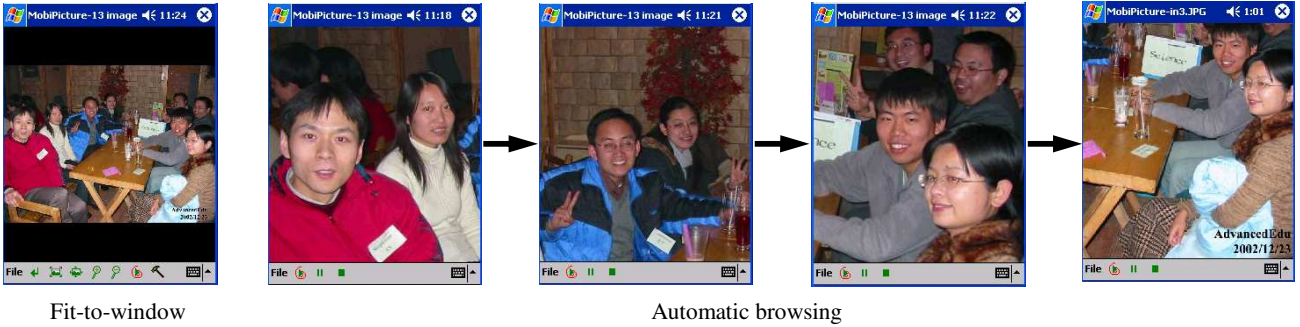 MobiPicture-13 image 11:24
AdvancedEdu
2002/12/23
File
MobiPicture-13 image 11:18
File
MobiPicture-13 image 11:21
File
MobiPicture-13 image 11:22
nce
File
MobiPicture-in3.JPG 1:01
Science
AdvancedEdu
2002/12/23
File
Fit-to-window
Automatic browsing